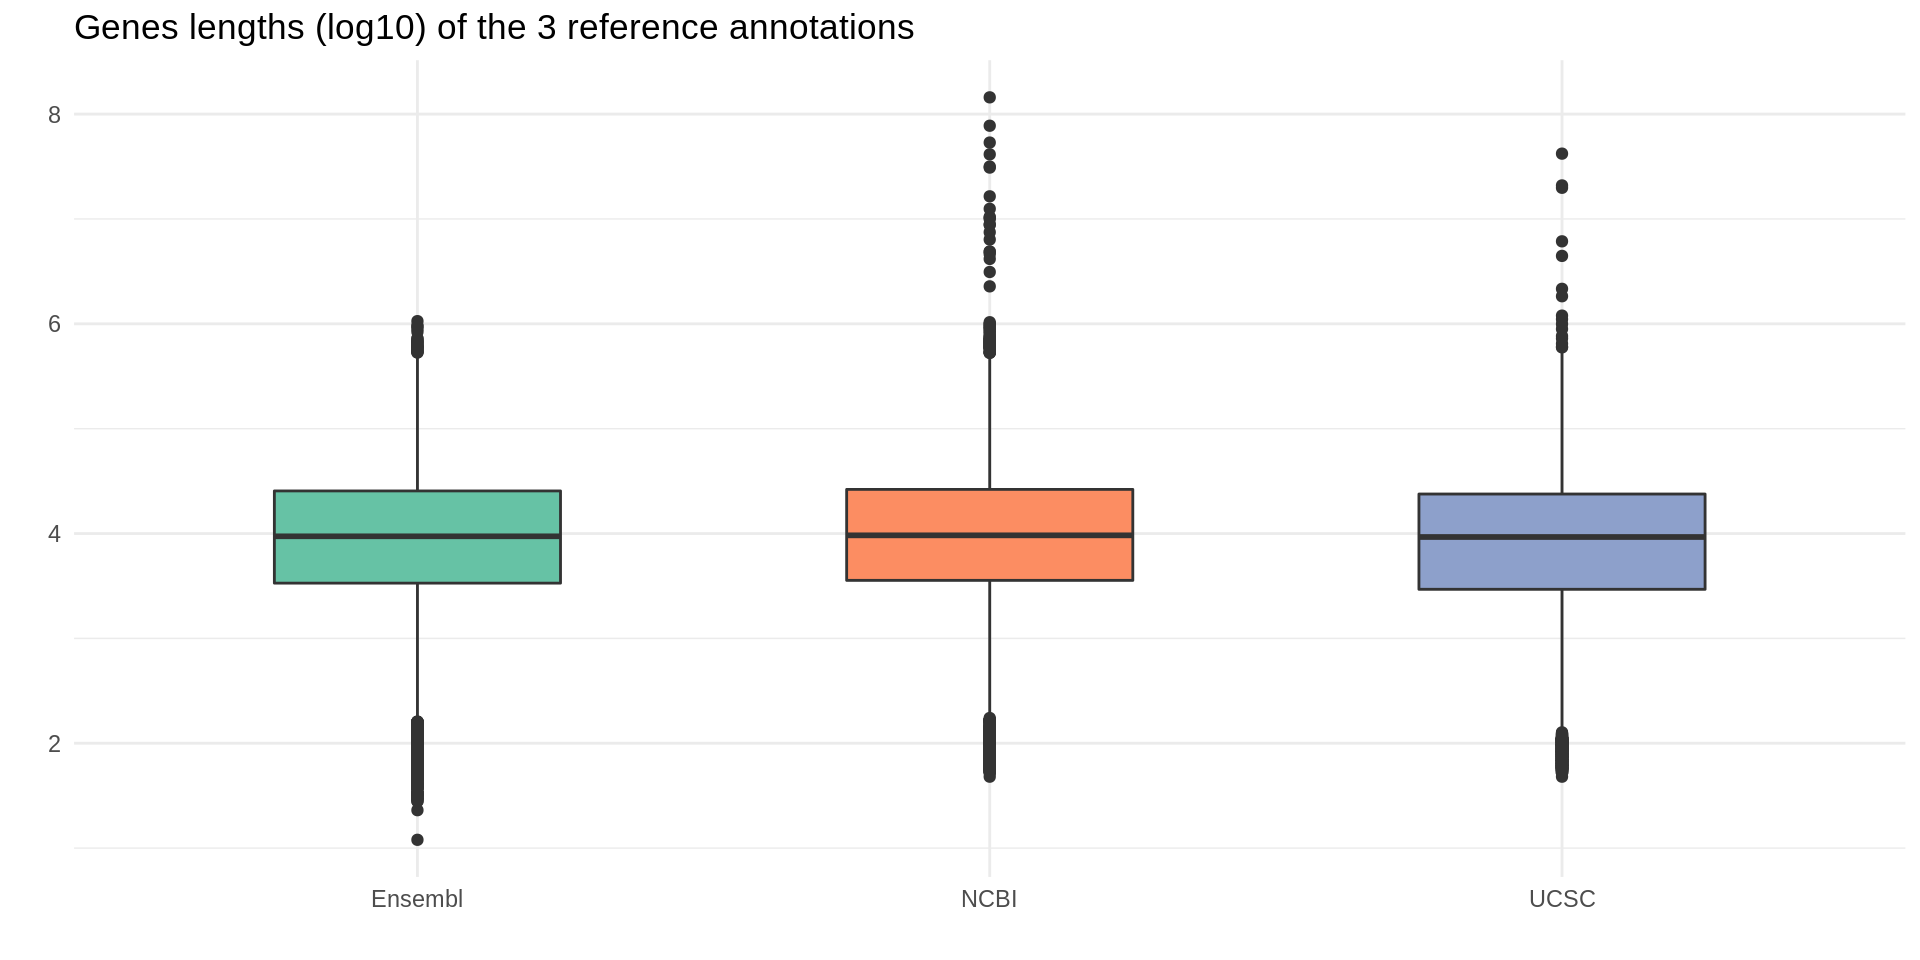 Genes lengths (log10) of the 3 reference annotations
8
6
4
2
Ensembl NCBI UCSC